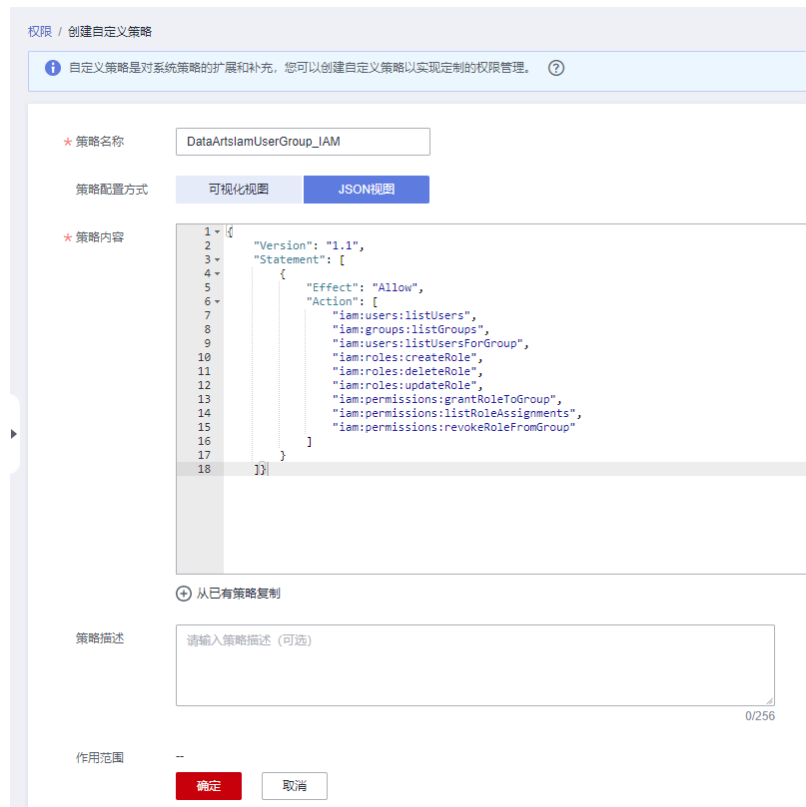 权限 / 创建自定义策略
自定义策略是对系统策略的扩展和补充，您可以创建自定义策略以实现定制的权限管理。
* 策略名称 DataArtsIamUserGroup_IAM
策略配置方式 可视化视图 JSON视图
* 策略内容
1 {
2 "Version": "1.1",
3 "Statement": [
4 {
5 "Effect": "Allow",
6 "Action": [
7 "iam:users:listUsers",
8 "iam:groups:listGroups",
9 "iam:users:listUsersForGroup",
10 "iam:roles:createRole",
11 "iam:roles:deleteRole",
12 "iam:roles:updateRole",
13 "iam:permissions:grantRoleToGroup",
14 "iam:permissions:listRoleAssignments",
15 "iam:permissions:revokeRoleFromGroup"
16 ]
17 }
18 ]}
从已有策略复制
策略描述 请输入策略描述（可选）
0/256
作用范围 --
确定 取消